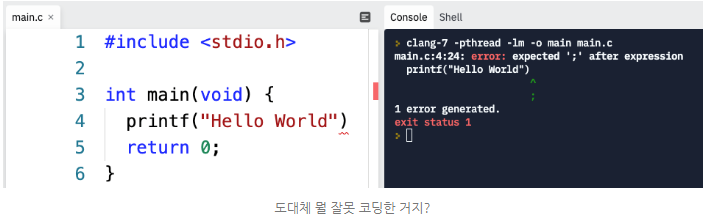 main.c ×
1 #include <stdio.h>
2
3 int main(void) {
4 printf("Hello World")
5 return 0;
6 }
Console Shell
> clang-7 -pthread -lm -o main main.c
main.c:4:24: error: expected ';' after expression
printf("Hello World")
^
;
1 error generated.
exit status 1
>
도대체 뭘 잘못 코딩한 거지?